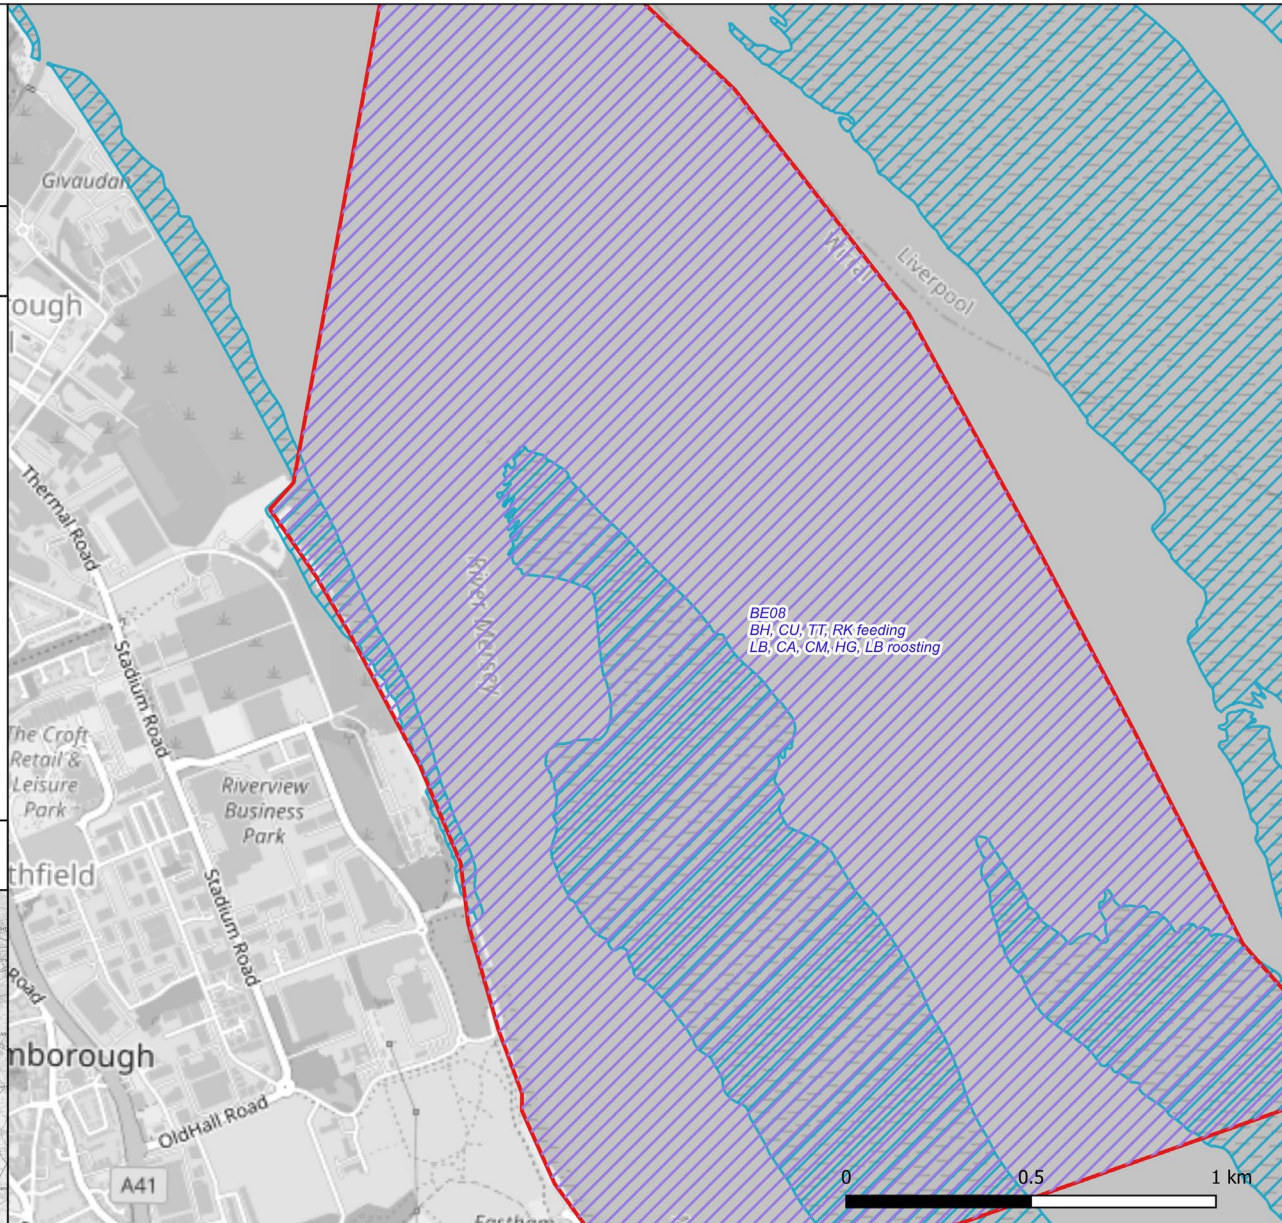 Givaudan
ough
Wirral
Liverpool
Thermal Road
River Mersey
BE08
BH, CU, TT, RK feeding
LB, CA, CM, HG, LB roosting
Stadium Road
The Croft
Retail &
Leisure
Park
Riverview
Business
Park
thfield
Stadium Road
Road
nborough
OldHall Road
A41
Eastham
0
0.5
1 km